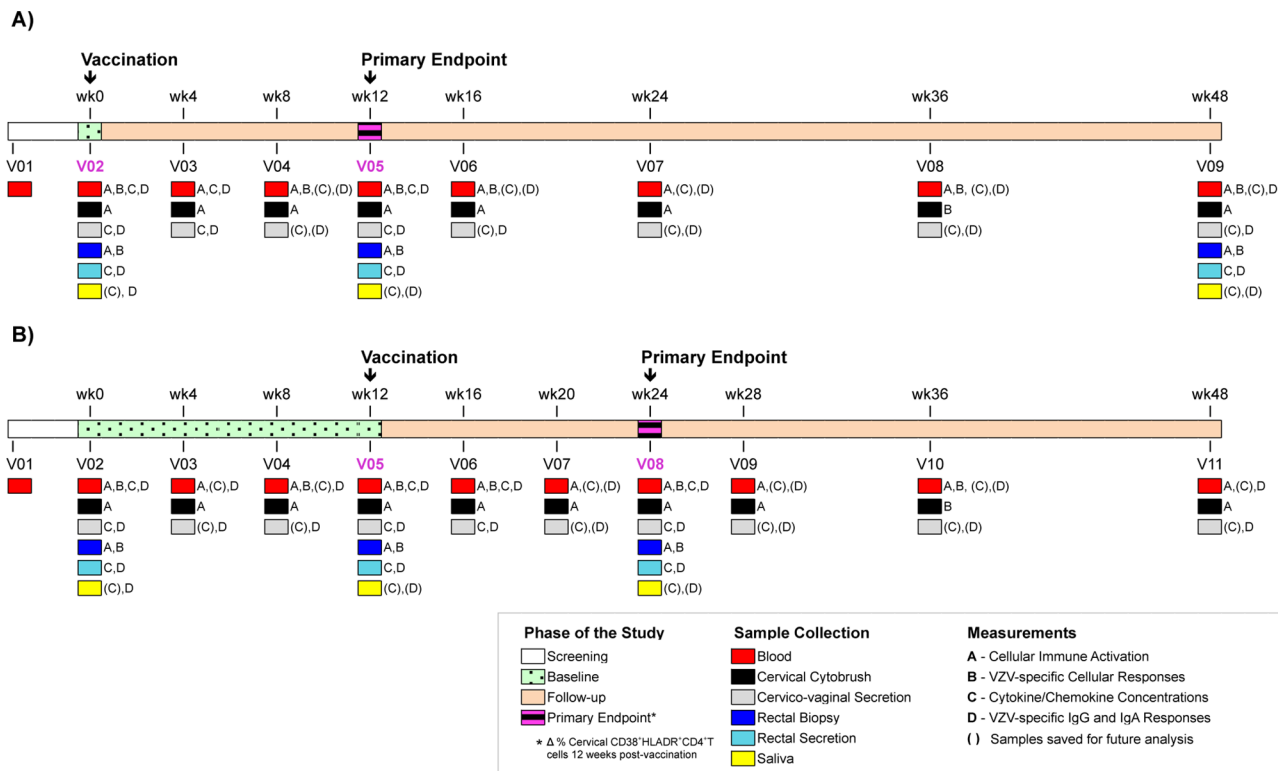 A)
Vaccination Primary Endpoint
wk0 wk4 wk8 wk12 wk16 wk24 wk36 wk48
V01 V02 V03 V04 V05 V06 V07 V08 V09
A,B,C,D A,C,D A,B,(C),(D) A,B,C,D A,B,(C),(D) A,(C),(D) A,B, (C),(D) A,B,(C),D
A A A A A A B A
C,D C,D (C),(D) C,D (C),D (C),(D) (C),(D) (C),D
A,B A,B A,B
C,D C,D C,D
(C), D (C),(D) (C),(D)
B)
Vaccination Primary Endpoint
wk0 wk4 wk8 wk12 wk16 wk20 wk24 wk28 wk36 wk48
V01 V02 V03 V04 V05 V06 V07 V08 V09 V10 V11
A,B,C,D A,(C),D A,B,(C),D A,B,C,D A,B,C,D A,(C),(D) A,B,C,D A,(C),(D) A,B, (C),(D) A,(C),D
A A A A A A A A B A
C,D (C),D (C),D C,D C,D (C),(D) C,D (C),(D) (C),(D) (C),D
A,B A,B A,B
C,D C,D C,D
(C),D (C),(D) (C),(D)
Phase of the Study
Screening
Baseline
Follow-up
Primary Endpoint*
* Δ % Cervical CD38⁺HLADR⁺CD4⁺T
cells 12 weeks post-vaccination
Sample Collection
Blood
Cervical Cytobrush
Cervico-vaginal Secretion
Rectal Biopsy
Rectal Secretion
Saliva
Measurements
A - Cellular Immune Activation
B - VZV-specific Cellular Responses
C - Cytokine/Chemokine Concentrations
D - VZV-specific IgG and IgA Responses
( ) Samples saved for future analysis